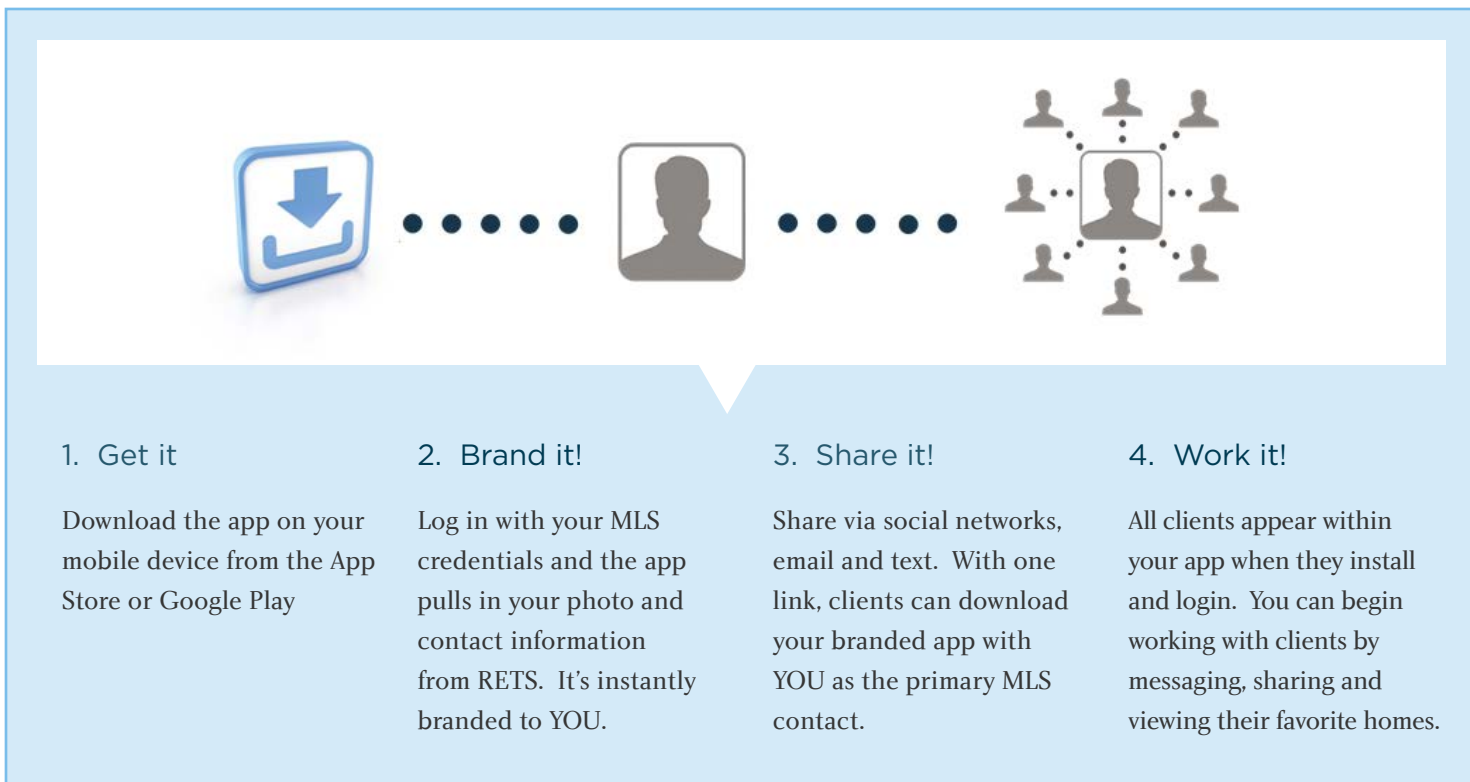 1. Get it
Download the app on your
mobile device from the App
Store or Google Play
2. Brand it!
Log in with your MLS
credentials and the app
pulls in your photo and
contact information
from RETS. It's instantly
branded to YOU.
3. Share it!
Share via social networks,
email and text. With one
link, clients can download
your branded app with
YOU as the primary MLS
contact.
4. Work it!
All clients appear within
your app when they install
and login. You can begin
working with clients by
messaging, sharing and
viewing their favorite homes.